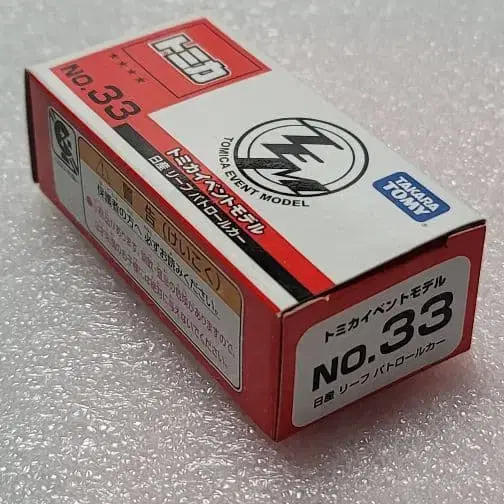 トミカ
NO.33
TEM
TOMICA EVENT MODEL
トミカイベントモデル
日産 リーフ パトロールカー
TAKARA
TOMY
警告(けいこく)
保護者の方へ 必ずお読みください。
トミカイベントモデル
NO.33
日産 リーフ パトロールカー